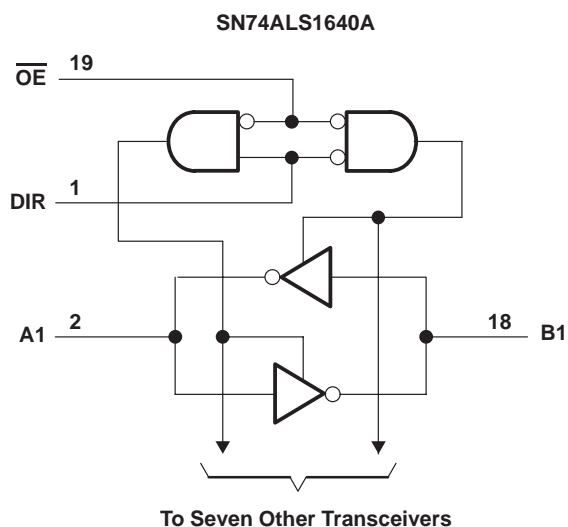 SN74ALS1640A
OE 19
DIR 1
A1 2
18 B1
To Seven Other Transceivers